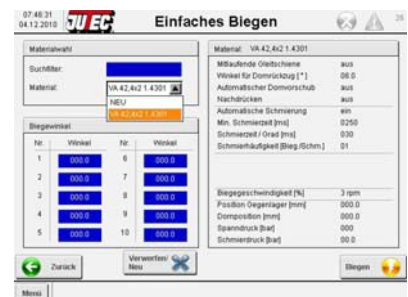 07:46:31
04.12.2010
JUTEC
Einfaches Biegen
Materialwahl
Suchfilter:
Material: VA 42,4x2 1.4301
NEU
VA 42,4x2 1.4301
Biegewinkel
Nr. Winkel Nr. Winkel
1 000.0 6 000.0
2 000.0 7 000.0
3 000.0 8 000.0
4 000.0 9 000.0
5 000.0 10 000.0
Material: VA 42,4x2 1.4301
Mitlaufende Gleitschiene aus
Winkel für Dornrückzug [°] 08.0
Automatischer Dornvorschub aus
Nachdrücken aus
Automatische Schmierung ein
Min. Schmierzeit [ms] 0250
Schmierzeit / Grad [ms] 030
Schmierhäufigkeit [Bieg./Schm.] 01
Biegegeschwindigkeit [%] 3 rpm
Position Gegenlager [mm] 000.0
Dornposition [mm] 000.0
Spanndruck [bar] 000
Schmierdruck [bar] 00.0
Zurück
Verwerfen/
Neu
Biegen
Menü